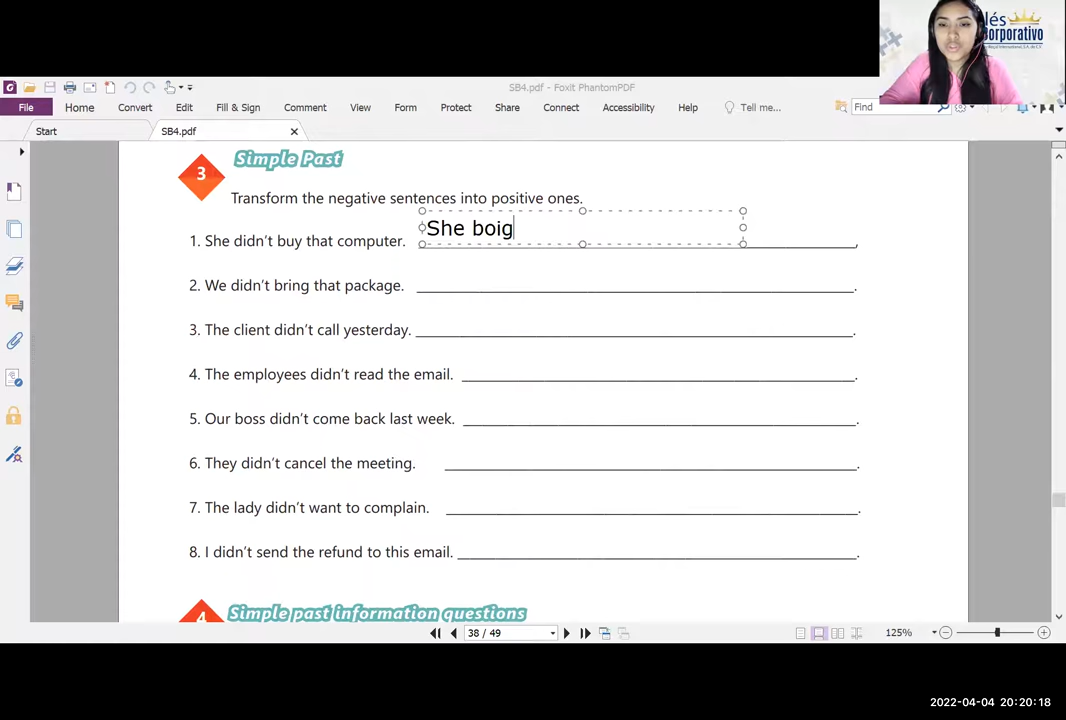 lés
Corporativo
SB4.pdf - Foxit PhantomPDF
File Home Convert Edit Fill & Sign Comment View Form Protect Share Connect Accessibility Help Tell me... Find
Start SB4.pdf
3 Simple Past
Transform the negative sentences into positive ones.
She boig
1. She didn't buy that computer. ,
2. We didn't bring that package. .
3. The client didn't call yesterday. .
4. The employees didn't read the email. .
5. Our boss didn't come back last week. .
6. They didn't cancel the meeting. .
7. The lady didn't want to complain. .
8. I didn't send the refund to this email. .
4 Simple past information questions
38 / 49 125%
2022-04-04 20:20:18